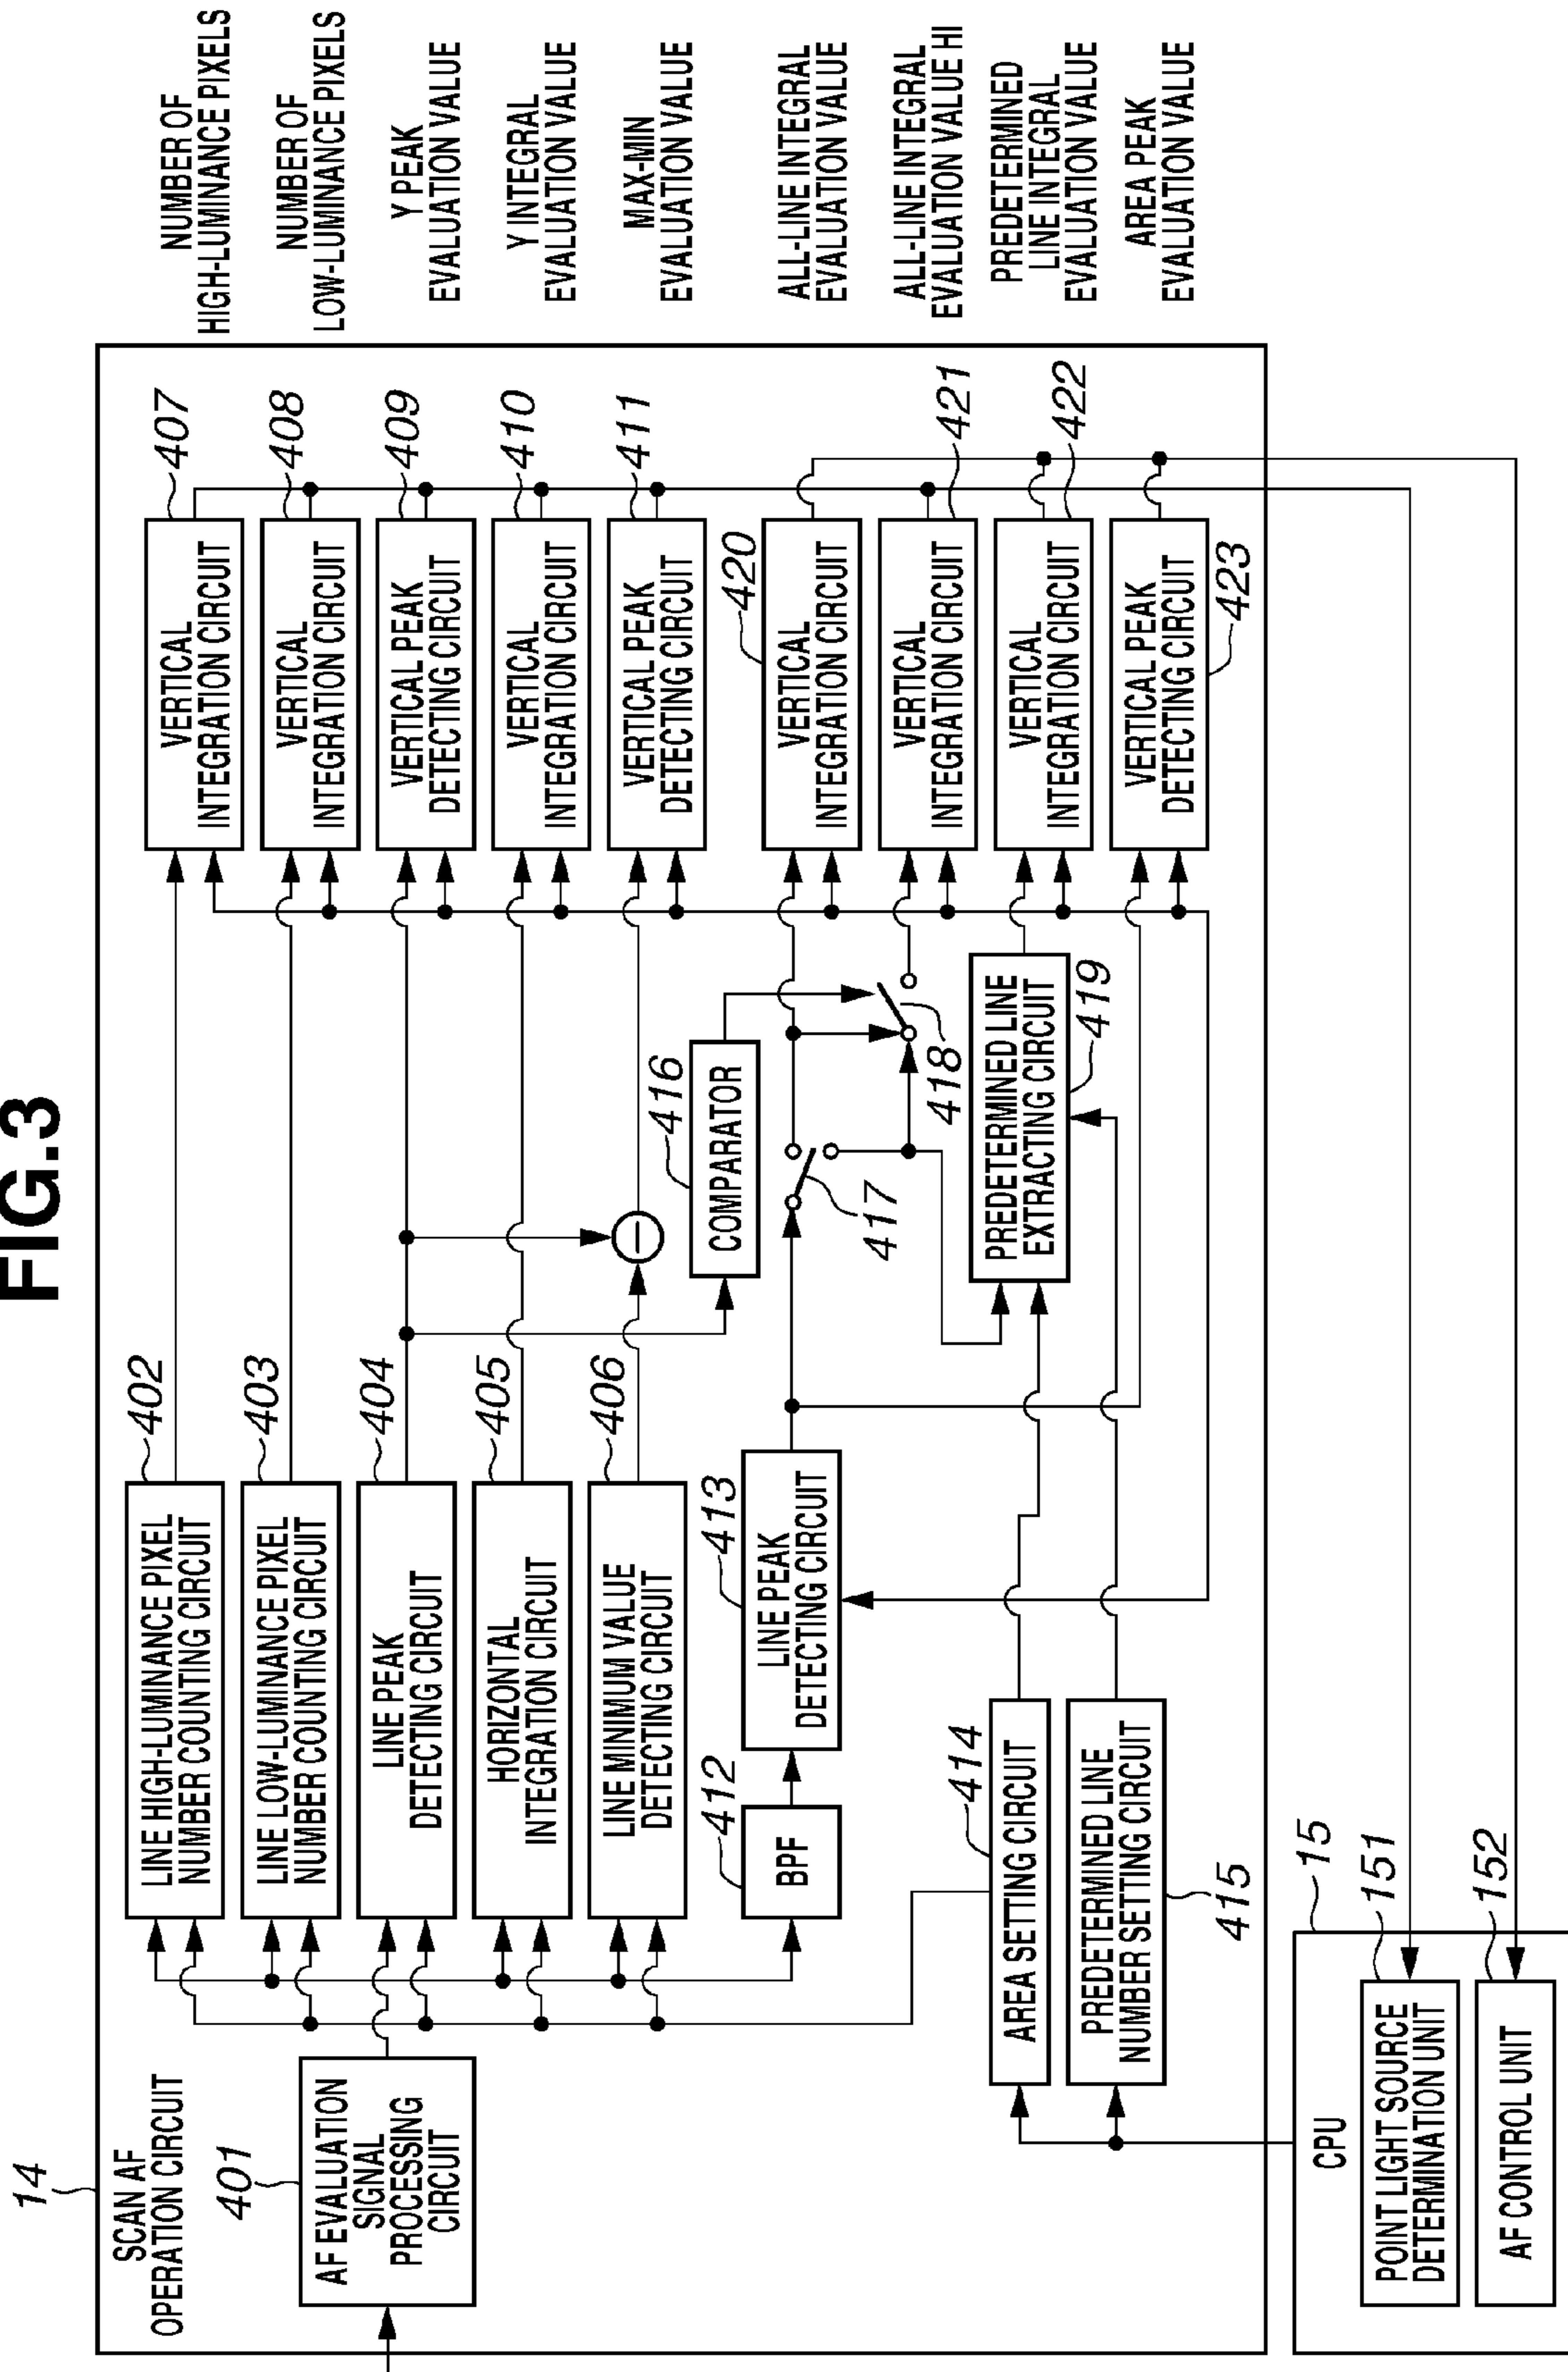 FIG.3
14
SCAN AF
OPERATION CIRCUIT
401
AF EVALUATION
SIGNAL
PROCESSING
CIRCUIT
402
LINE HIGH-LUMINANCE PIXEL
NUMBER COUNTING CIRCUIT
403
LINE LOW-LUMINANCE PIXEL
NUMBER COUNTING CIRCUIT
404
LINE PEAK
DETECTING CIRCUIT
405
HORIZONTAL
INTEGRATION CIRCUIT
406
LINE MINIMUM VALUE
DETECTING CIRCUIT
412
BPF
413
LINE PEAK
DETECTING CIRCUIT
414
AREA SETTING CIRCUIT
PREDETERMINED LINE
NUMBER SETTING CIRCUIT
415
416
COMPARATOR
417
418
PREDETERMINED LINE
EXTRACTING CIRCUIT
419
407
VERTICAL
INTEGRATION CIRCUIT
408
VERTICAL
INTEGRATION CIRCUIT
409
VERTICAL PEAK
DETECTING CIRCUIT
410
VERTICAL
INTEGRATION CIRCUIT
411
VERTICAL PEAK
DETECTING CIRCUIT
420
VERTICAL
INTEGRATION CIRCUIT
421
VERTICAL
INTEGRATION CIRCUIT
422
VERTICAL
INTEGRATION CIRCUIT
VERTICAL PEAK
DETECTING CIRCUIT
423
NUMBER OF
HIGH-LUMINANCE PIXELS
NUMBER OF
LOW-LUMINANCE PIXELS
Y PEAK
EVALUATION VALUE
Y INTEGRAL
EVALUATION VALUE
MAX-MIN
EVALUATION VALUE
ALL-LINE INTEGRAL
EVALUATION VALUE
ALL-LINE INTEGRAL
EVALUATION VALUE HI
PREDETERMINED
LINE INTEGRAL
EVALUATION VALUE
AREA PEAK
EVALUATION VALUE
15
CPU
151
POINT LIGHT SOURCE
DETERMINATION UNIT
152
AF CONTROL UNIT